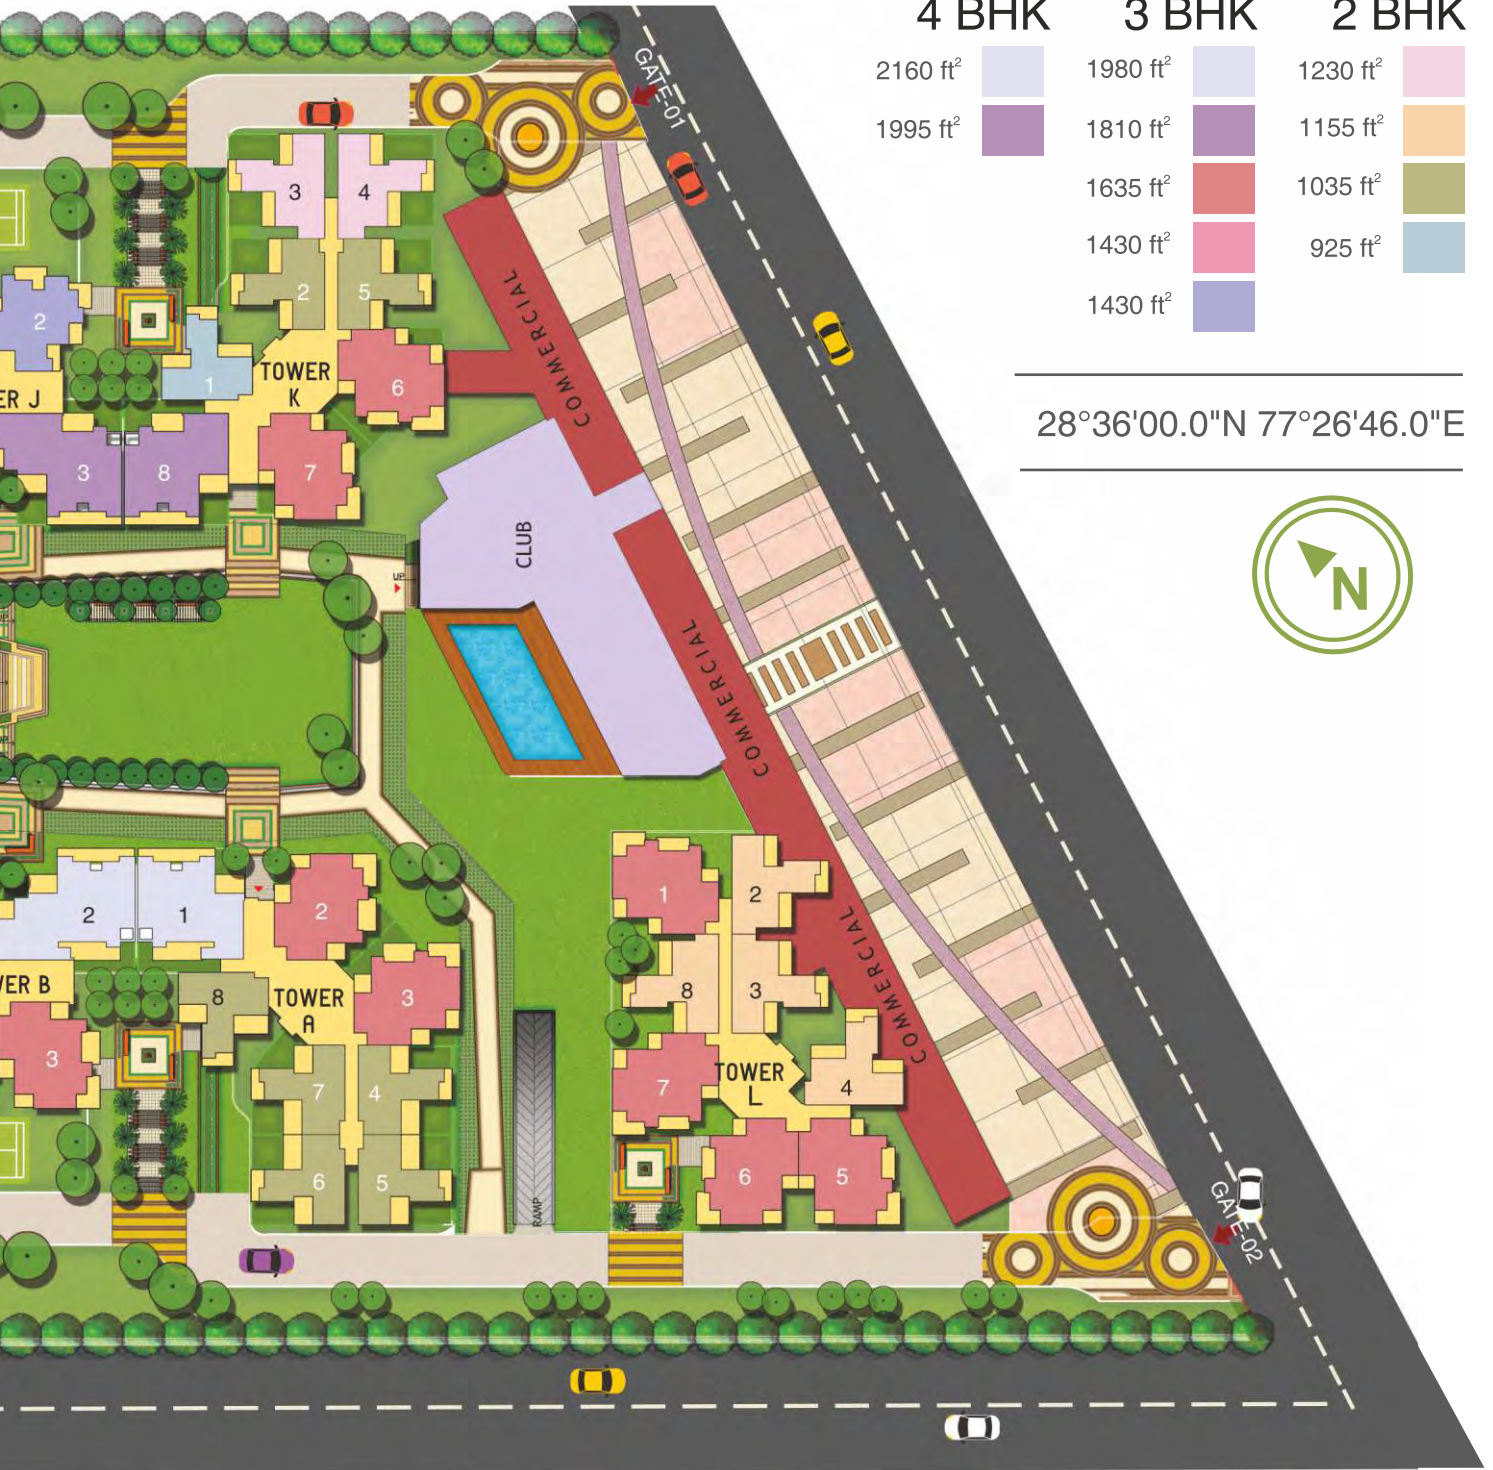 4 BHK
3 BHK
2 BHK
2160 ft²
1980 ft²
1230 ft²
1995 ft²
1810 ft²
1155 ft²
1635 ft²
1035 ft²
1430 ft²
925 ft²
1430 ft²
28°36'00.0"N 77°26'46.0"E
N
GATE-01
3
4
2
5
2
1
TOWER
K
6
ER J
3
8
7
COMMERCIAL
CLUB
UP
COMMERCIAL
2
1
2
VER B
8
TOWER
A
3
3
7
4
6
5
RAMP
1
2
8
3
COMMERCIAL
7
TOWER
L
4
6
5
GATE-02